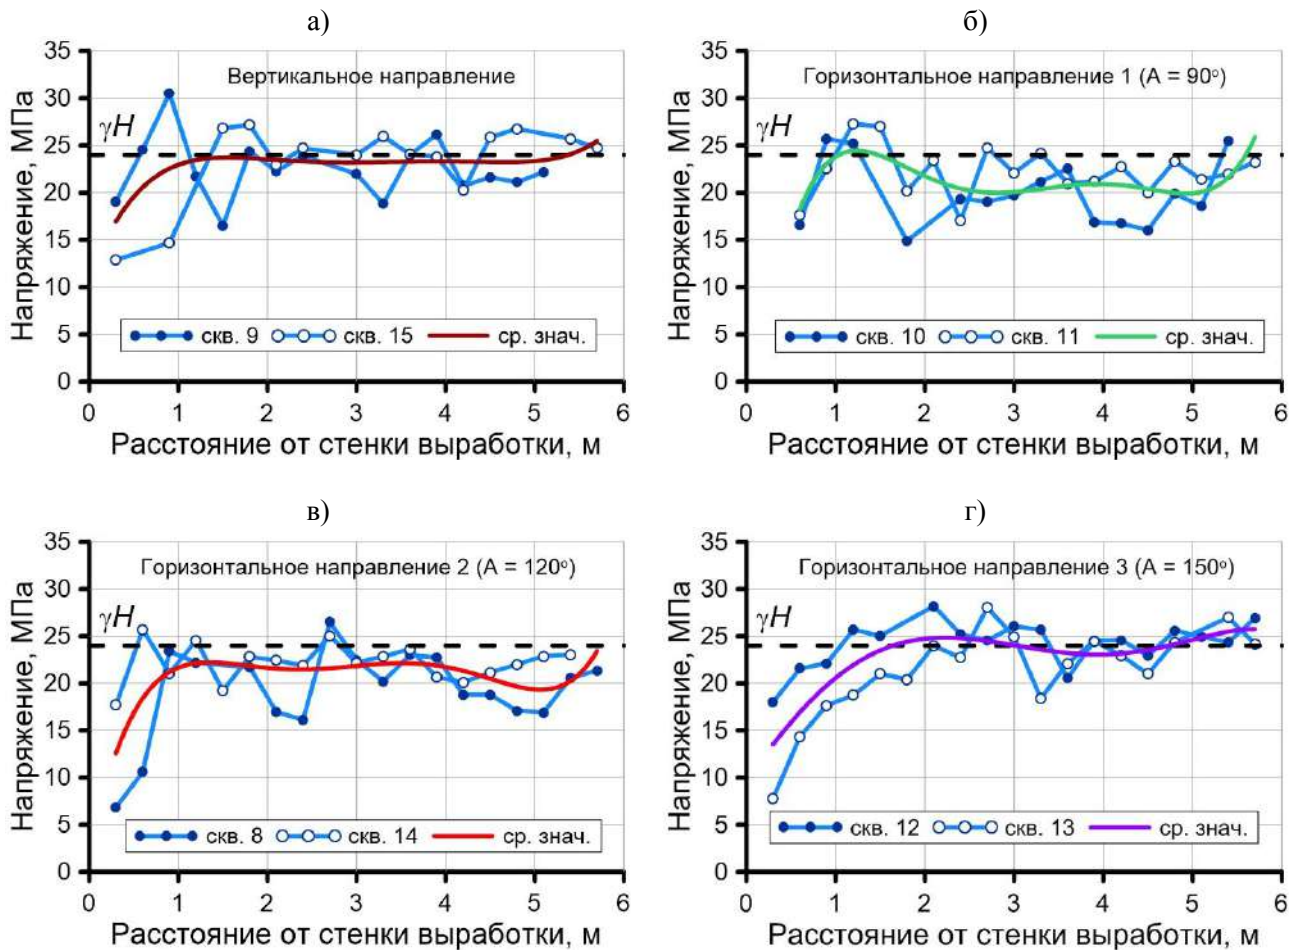 а)
35
30
25
20
15
10
5
0
Напряжение, МПа
Вертикальное направление
γH
скв. 9 скв. 15 ср. знач.
0 1 2 3 4 5 6
Расстояние от стенки выработки, м
б)
35
30
25
20
15
10
5
0
Напряжение, МПа
Горизонтальное направление 1 (А = 90°)
γH
скв. 10 скв. 11 ср. знач.
0 1 2 3 4 5 6
Расстояние от стенки выработки, м
в)
35
30
25
20
15
10
5
0
Напряжение, МПа
Горизонтальное направление 2 (А = 120°)
γH
скв. 8 скв. 14 ср. знач.
0 1 2 3 4 5 6
Расстояние от стенки выработки, м
г)
35
30
25
20
15
10
5
0
Напряжение, МПа
Горизонтальное направление 3 (А = 150°)
γH
скв. 12 скв. 13 ср. знач.
0 1 2 3 4 5 6
Расстояние от стенки выработки, м